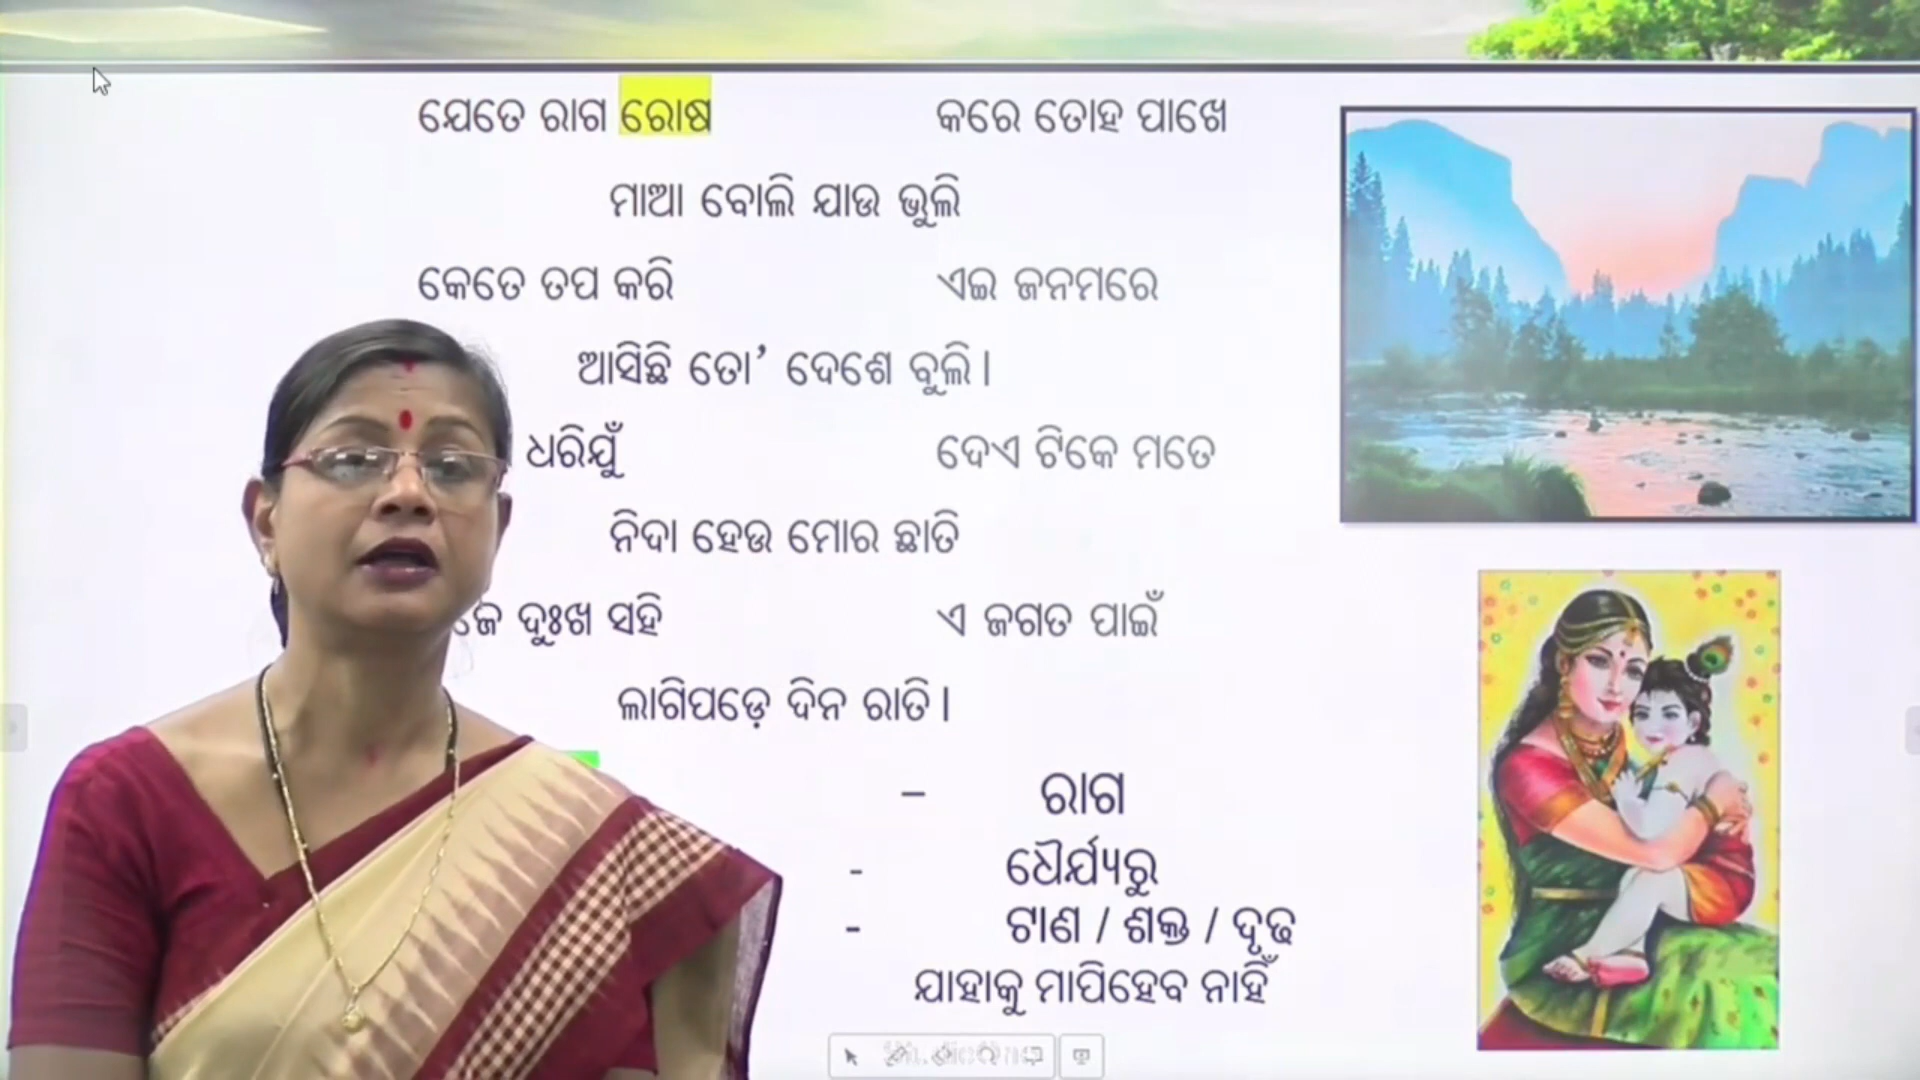 ଯେତେ ରାଗ ରୋଷ କରେ ତୋହ ପାଖେ
ମାଆ ବୋଲି ଯାଉ ଭୁଲି
କେତେ ତପ କରି ଏଇ ଜନମରେ
ଆସିଛି ତୋ’ ଦେଶେ ବୁଲି।
ଧରିଯୁଁ ଦେଏ ଟିକେ ମତେ
ନିଦା ହେଉ ମୋର ଛାତି
ଦୁଃଖ ସହି ଏ ଜଗତ ପାଇଁ
ଲାଗିପଡ଼େ ଦିନ ରାତି।
– ରାଗ
- ଧୈର୍ଯ୍ୟରୁ
- ଟାଣ / ଶକ୍ତ / ଦୃଢ
ଯାହାକୁ ମାପିହେବ ନାହିଁ